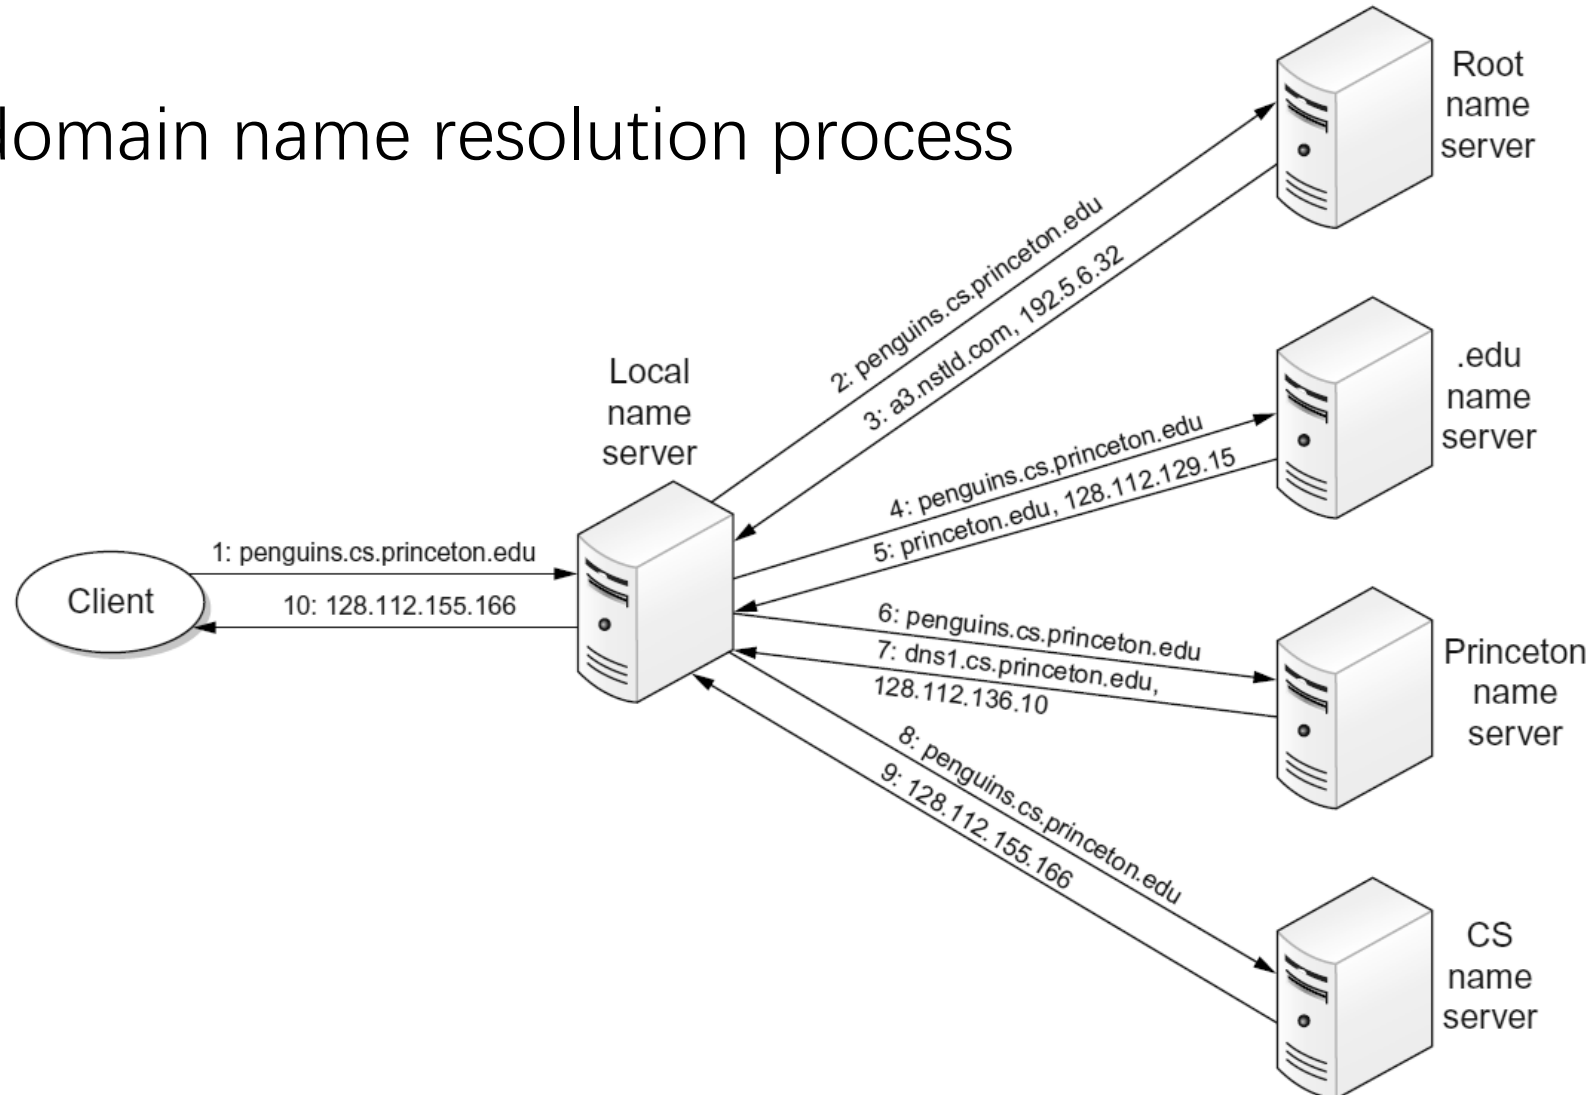 domain name resolution process
Root
name
server
2: penguins.cs.princeton.edu
3: a3.nstld.com, 192.5.6.32
.edu
name
server
Local
name
server
4: penguins.cs.princeton.edu
5: princeton.edu, 128.112.129.15
1: penguins.cs.princeton.edu
Client
10: 128.112.155.166
6: penguins.cs.princeton.edu
7: dns1.cs.princeton.edu,
128.112.136.10
Princeton
name
server
8: penguins.cs.princeton.edu
9: 128.112.155.166
CS
name
server